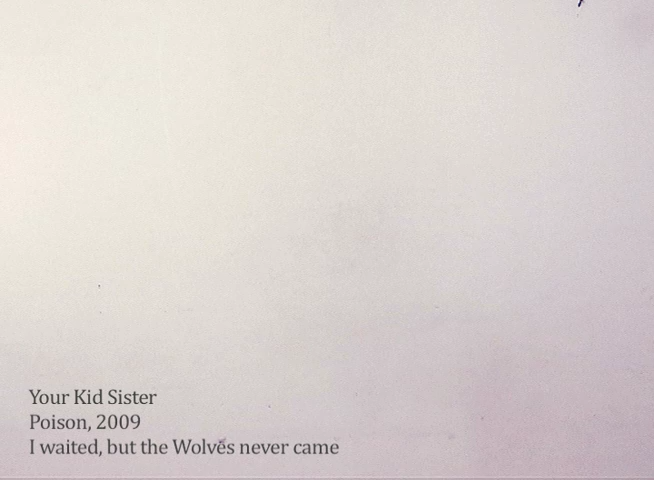 Your Kid Sister
Poison, 2009
I waited, but the Wolves never came